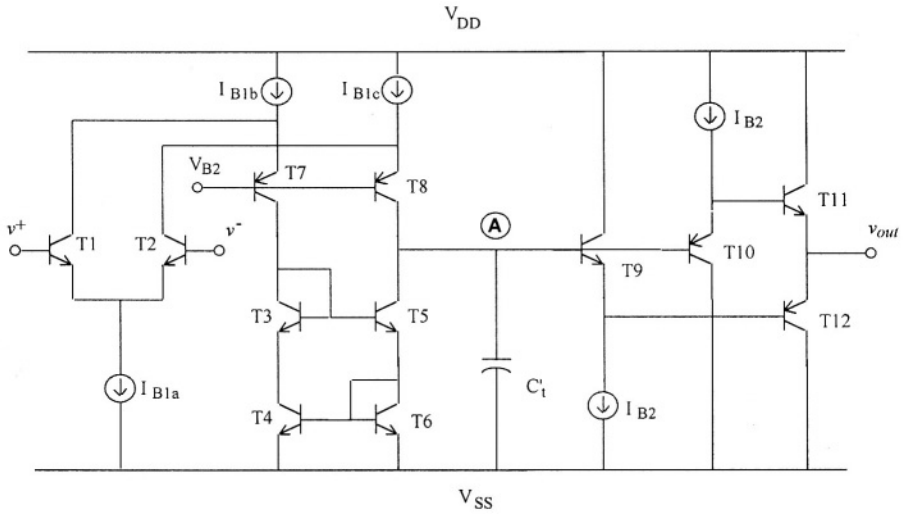 V_DD
I_B1b
I_B1c
I_B2
V_B2
T7
T8
T11
v+
T1
T2
v-
A
v_out
T9
T10
T3
T5
T12
I_B1a
C'_t
I_B2
T4
T6
V_SS